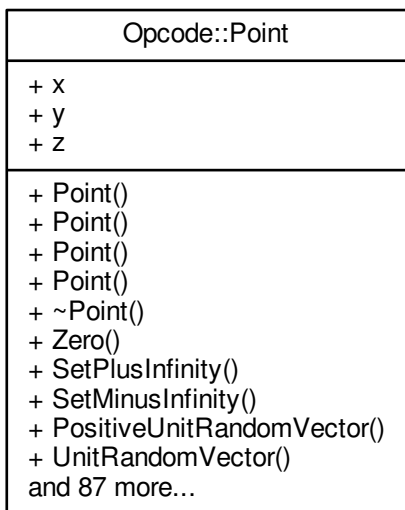 Opcode::Point
+ x
+ y
+ z
+ Point()
+ Point()
+ Point()
+ Point()
+ ~Point()
+ Zero()
+ SetPlusInfinity()
+ SetMinusInfinity()
+ PositiveUnitRandomVector()
+ UnitRandomVector()
and 87 more...